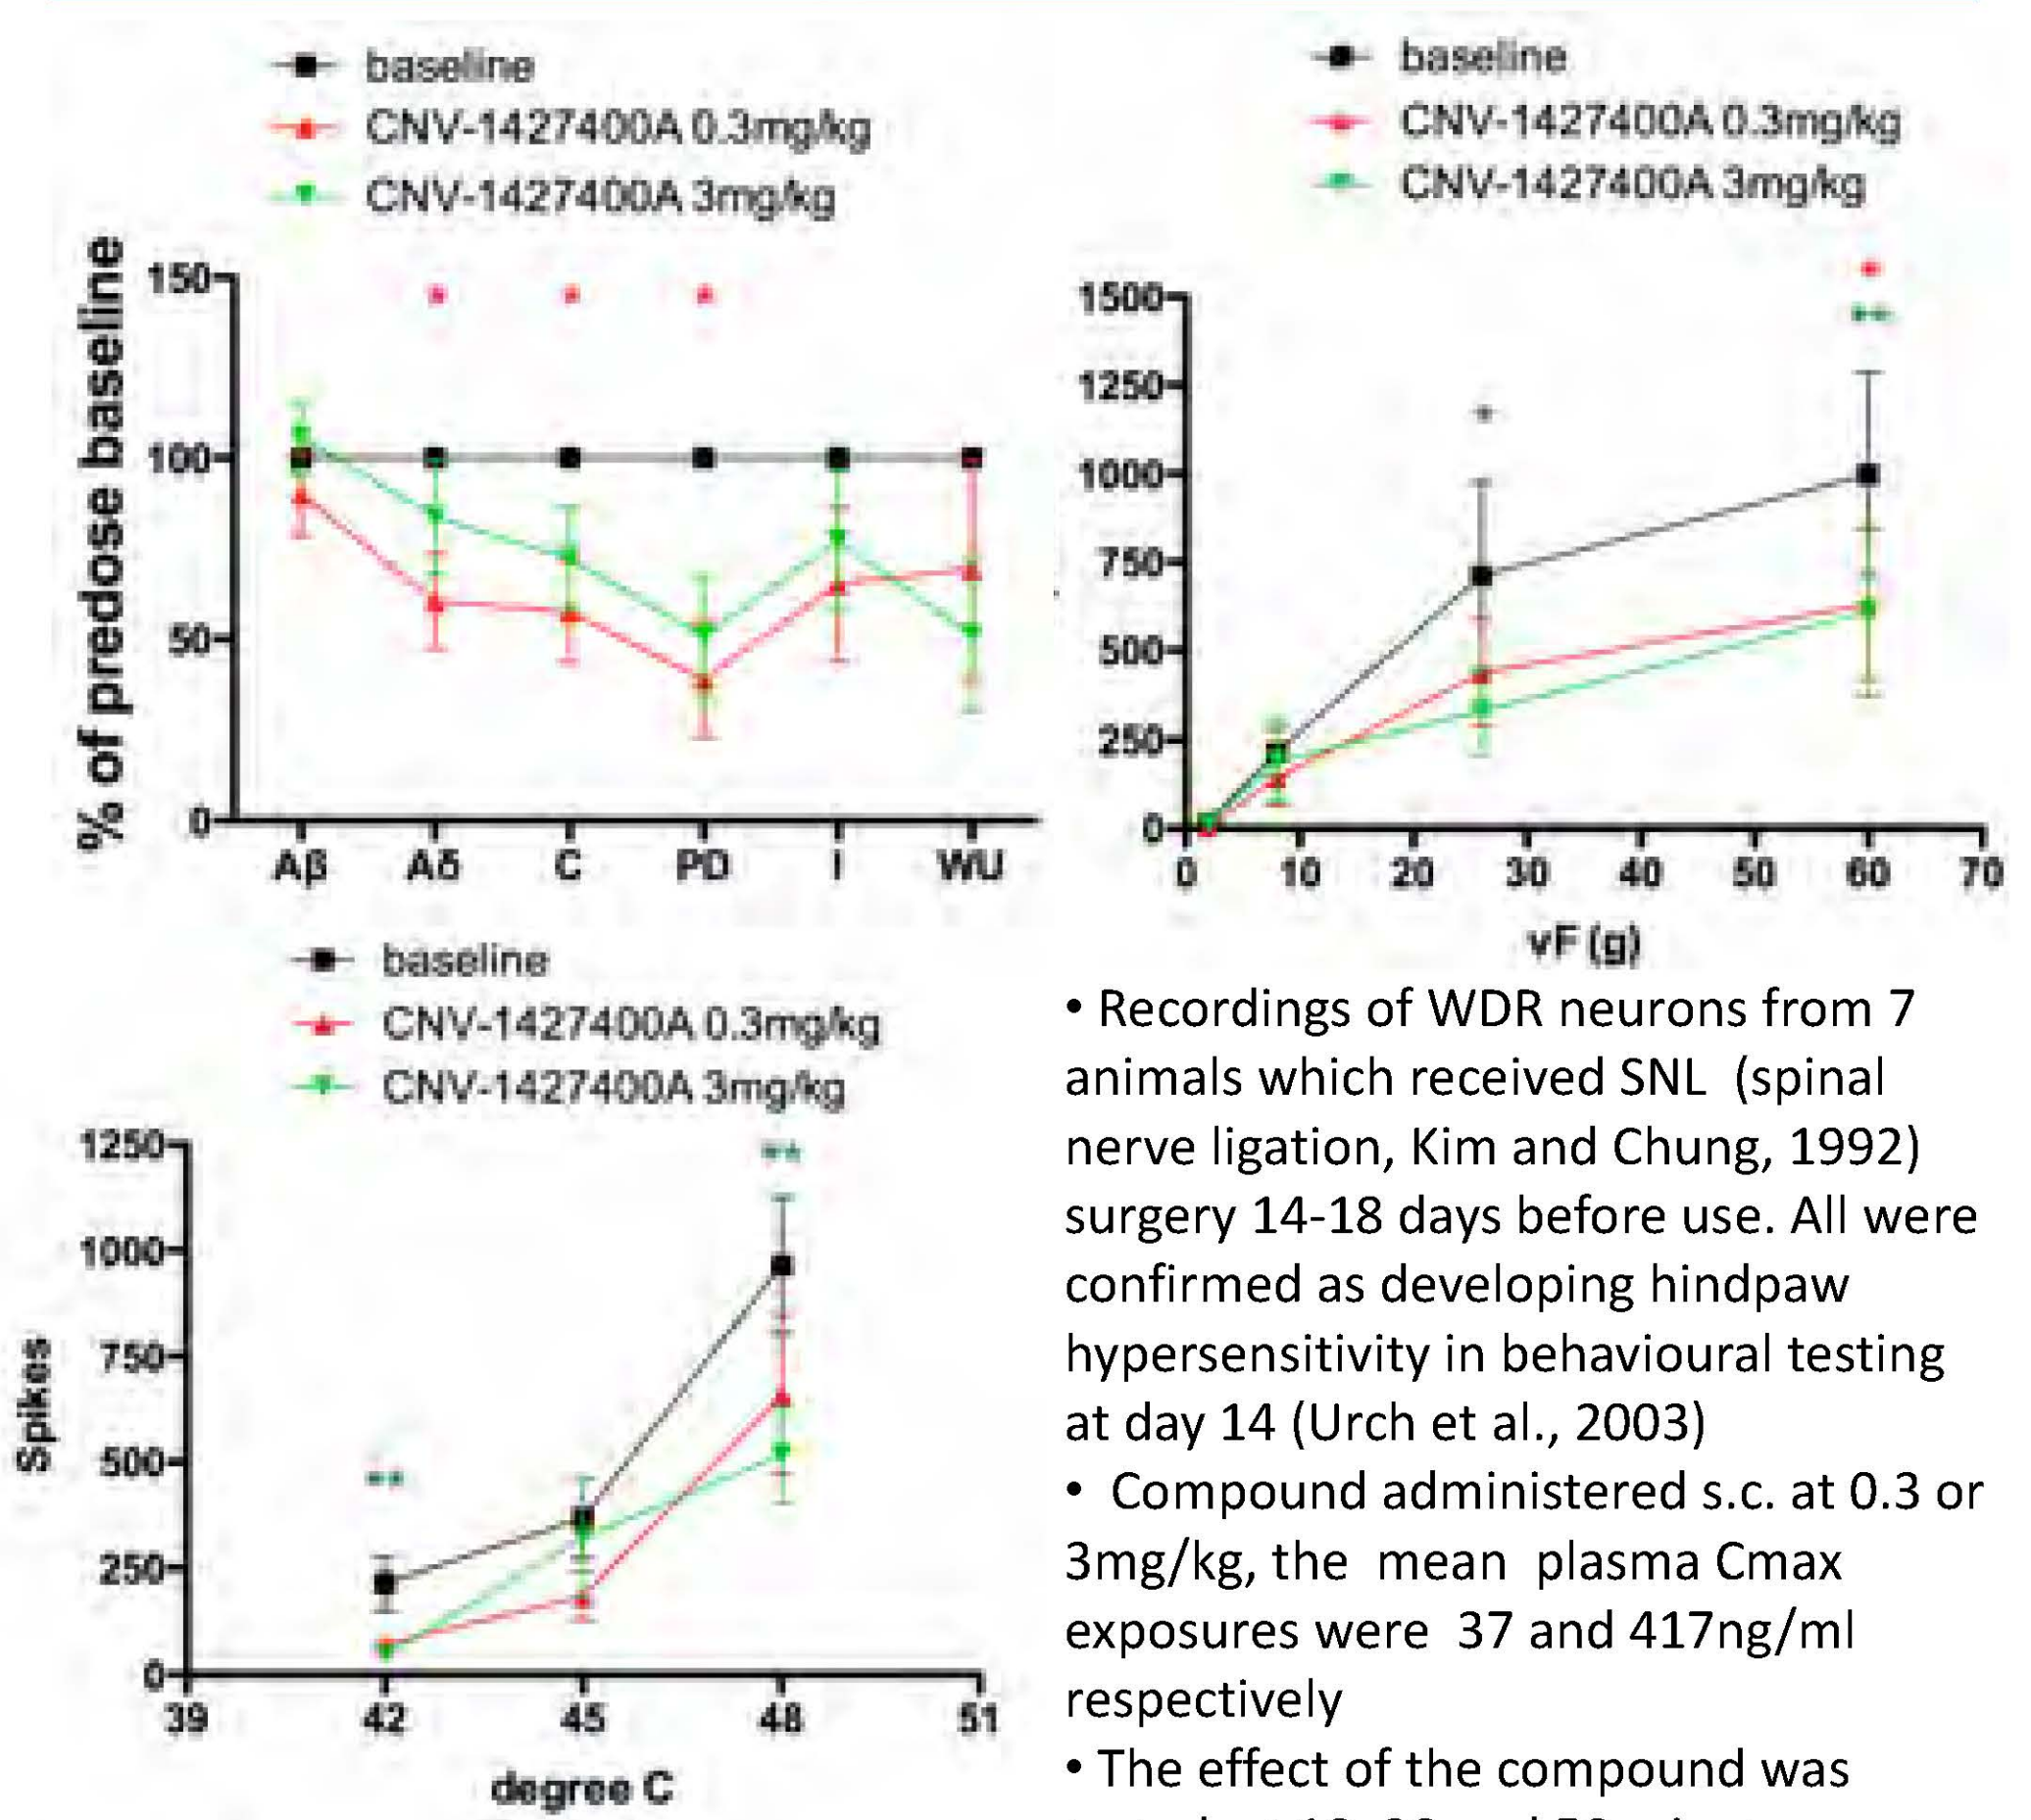 baseline
CNV-1427400A 0.3mg/kg
CNV-1427400A 3mg/kg
% of predose baseline
150
100
50
0
Aβ
Aδ
C
PD
I
WU
baseline
CNV-1427400A 0.3mg/kg
CNV-1427400A 3mg/kg
1500
1250
1000
750
500
250
0
0 10 20 30 40 50 60 70
vF (g)
baseline
CNV-1427400A 0.3mg/kg
CNV-1427400A 3mg/kg
Spikes
1250
1000
750
500
250
0
39 42 45 48 51
degree C
• Recordings of WDR neurons from 7
animals which received SNL (spinal
nerve ligation, Kim and Chung, 1992)
surgery 14-18 days before use. All were
confirmed as developing hindpaw
hypersensitivity in behavioural testing
at day 14 (Urch et al., 2003)
• Compound administered s.c. at 0.3 or
3mg/kg, the mean plasma Cmax
exposures were 37 and 417ng/ml
respectively
• The effect of the compound was